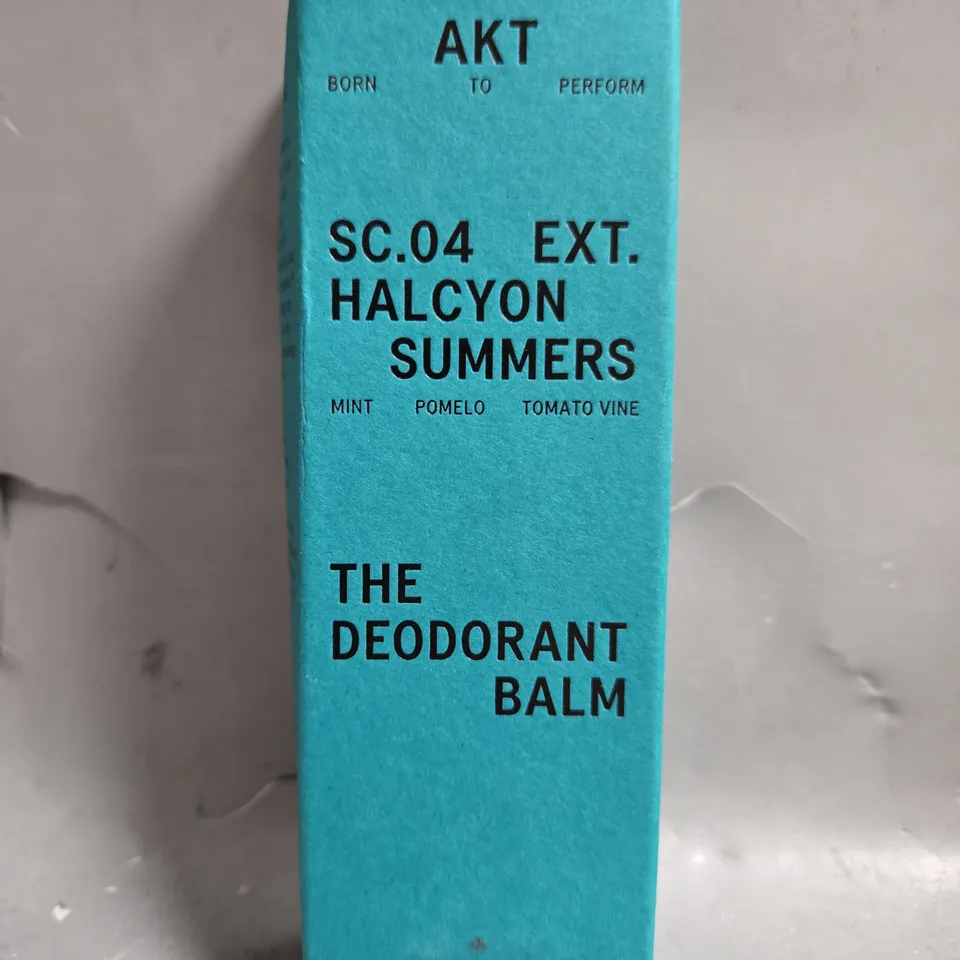 AKT
BORN TO PERFORM
SC.04 EXT.
HALCYON
SUMMERS
MINT POMELO TOMATO VINE
THE
DEODORANT
BALM